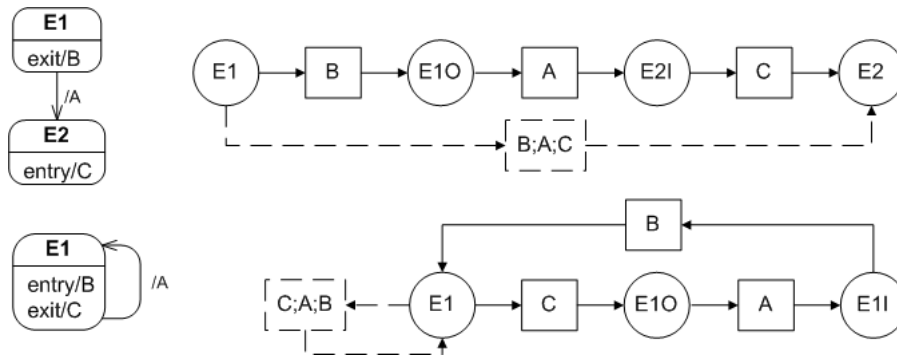 E1
exit/B
/A
E2
entry/C
E1 B E1O A E2I C E2
B;A;C
E1
entry/B
exit/C
/A
B
C;A;B E1 C E1O A E1I